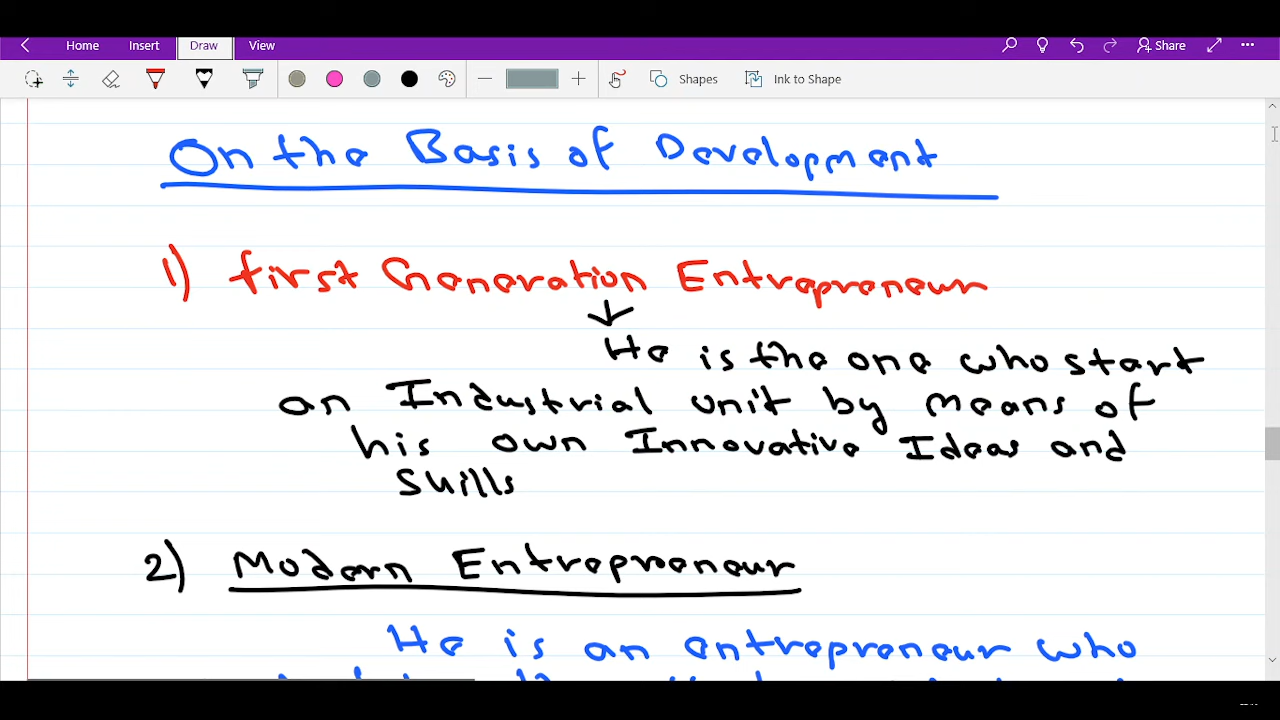 Home Insert Draw View Share
Shapes Ink to Shape
On the Basis of Development
1) first Generation Entrepreneur
He is the one who start
an Industrial unit by means of
his own Innovative Ideas and
Skills
2) Modern Entrepreneur
He is an entrepreneur who